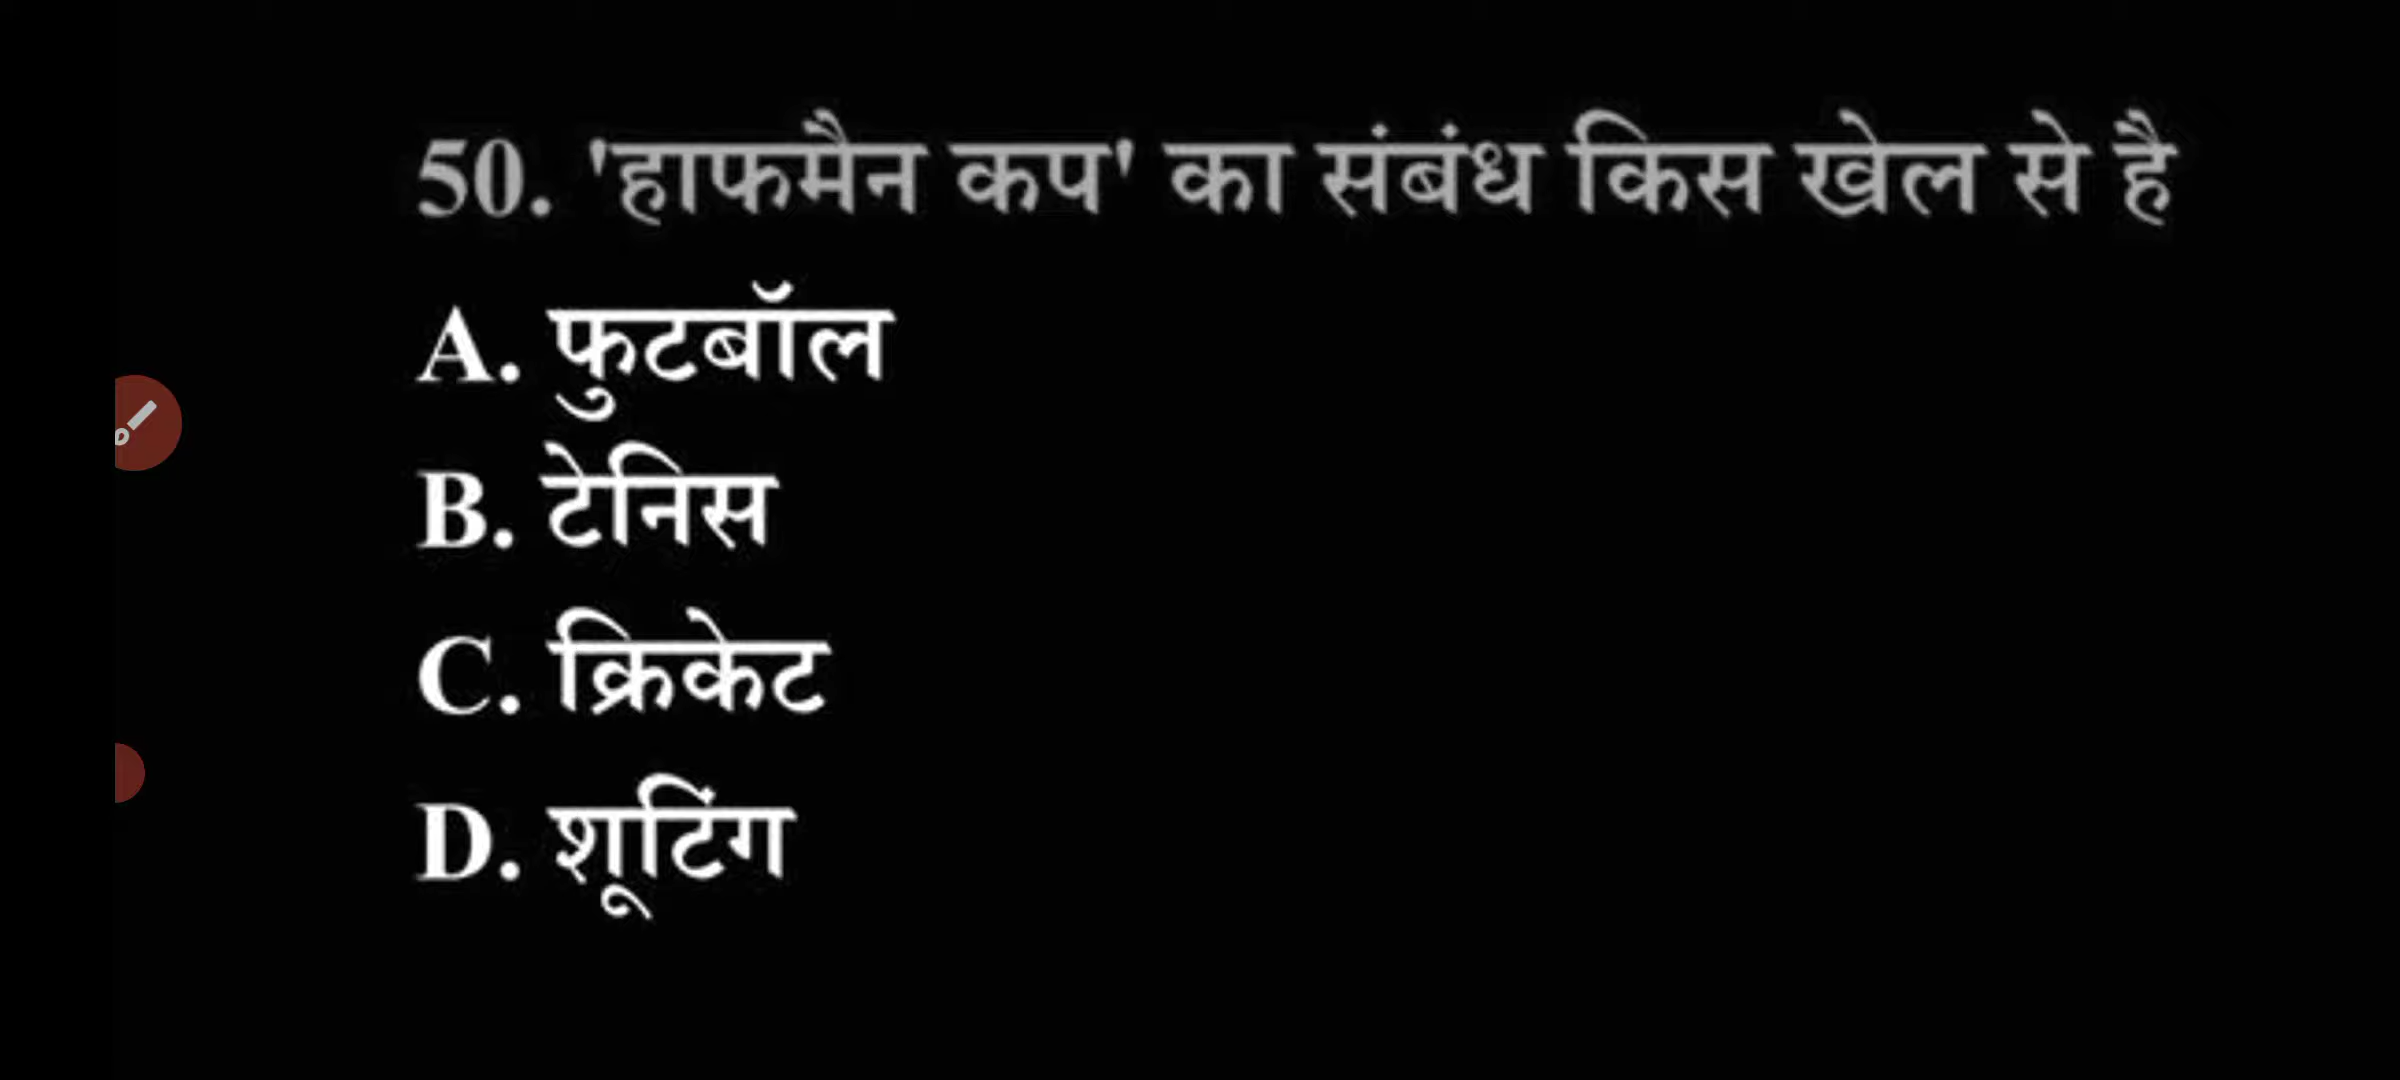 50. 'हाफमैन कप' का संबंध किस खेल से है
A. फुटबॉल
B. टेनिस
C. क्रिकेट
D. शूटिंग